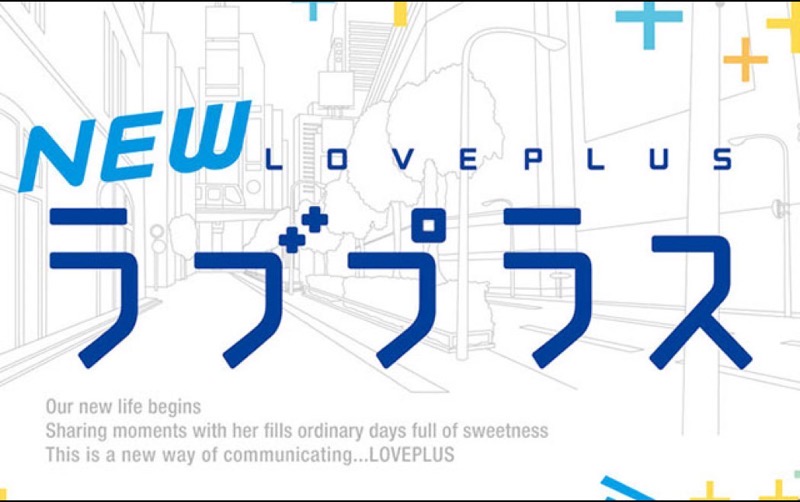 NEW LOVEPLUS
ラブプラス
Our new life begins
Sharing moments with her fills ordinary days full of sweetness
This is a new way of communicating...LOVEPLUS